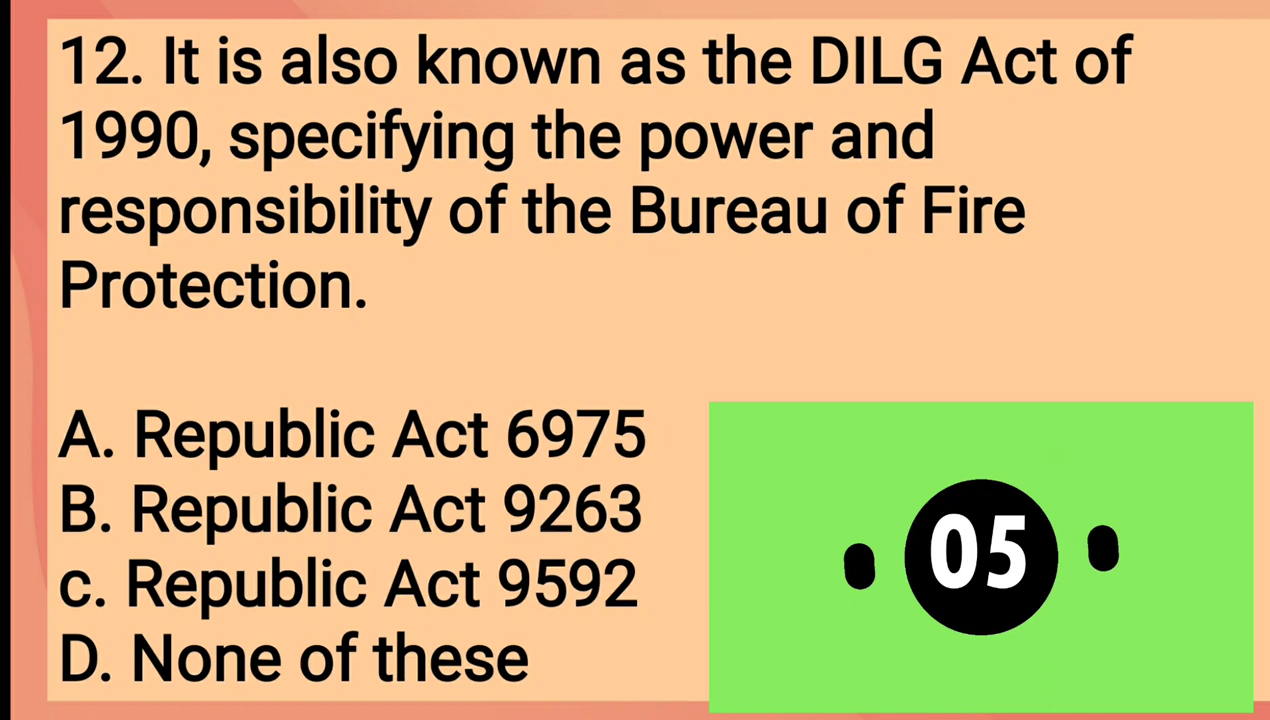 12. It is also known as the DILG Act of
1990, specifying the power and
responsibility of the Bureau of Fire
Protection.
A. Republic Act 6975
B. Republic Act 9263
c. Republic Act 9592
D. None of these
05